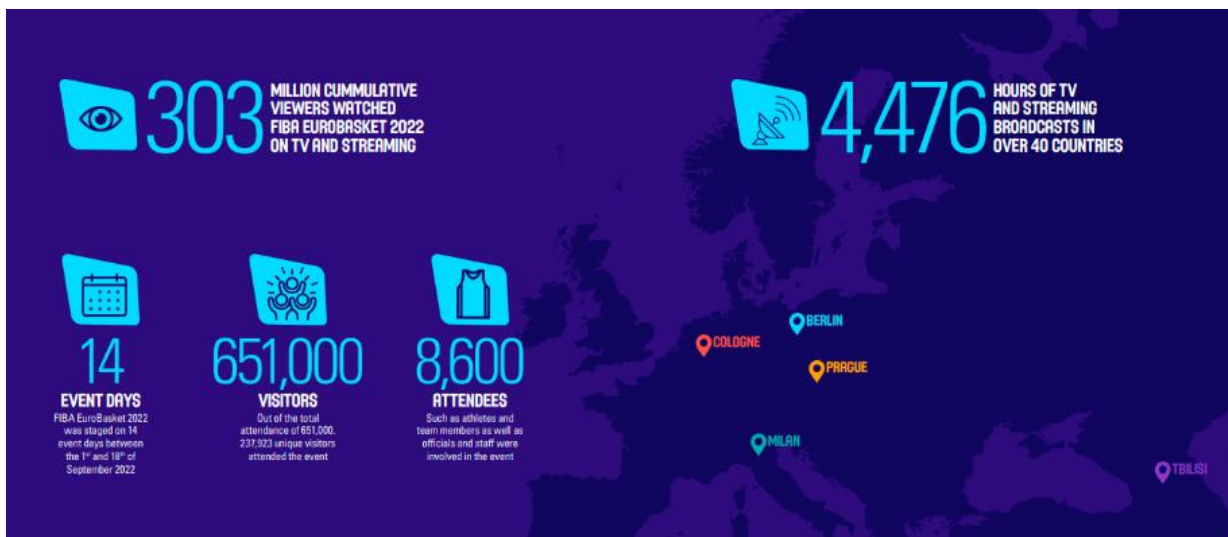 303
MILLION CUMMULATIVE
VIEWERS WATCHED
FIBA EUROBASKET 2022
ON TV AND STREAMING
4,476
HOURS OF TV
AND STREAMING
BROADCASTS IN
OVER 40 COUNTRIES
14
EVENT DAYS
FIBA EuroBasket 2022
was staged on 14
event days between
the 1st and 18th of
September 2022
651,000
VISITORS
Out of the total
attendance of 651,000,
237,923 unique visitors
attended the event
8,600
ATTENDEES
Such as athletes and
team members as well as
officials and staff were
involved in the event
BERLIN
COLOGNE
PRAGUE
MILAN
TBILISI